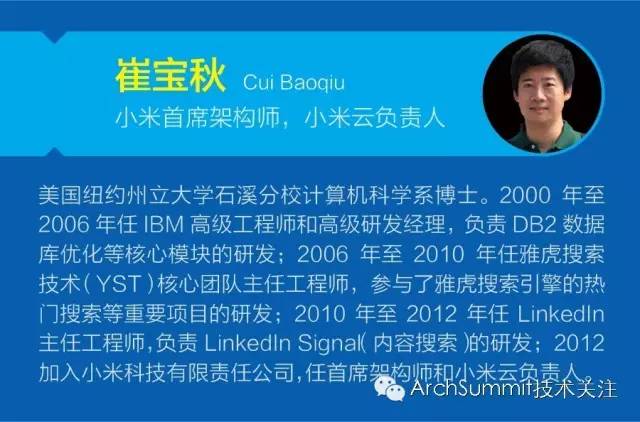 崔宝秋 Cui Baoqiu
小米首席架构师，小米云负责人
美国纽约州立大学石溪分校计算机科学系博士。2000 年至
2006 年任 IBM 高级工程师和高级研发经理，负责 DB2 数据
库优化等核心模块的研发；2006 年至 2010 年任雅虎搜索
技术（YST）核心团队主任工程师，参与了雅虎搜索引擎的热
门搜索等重要项目的研发；2010 年至 2012 年任 LinkedIn
主任工程师，负责 LinkedIn Signal（内容搜索）的研发；2012
加入小米科技有限责任公司，任首席架构师和小米云负责人。
ArchSummit技术关注